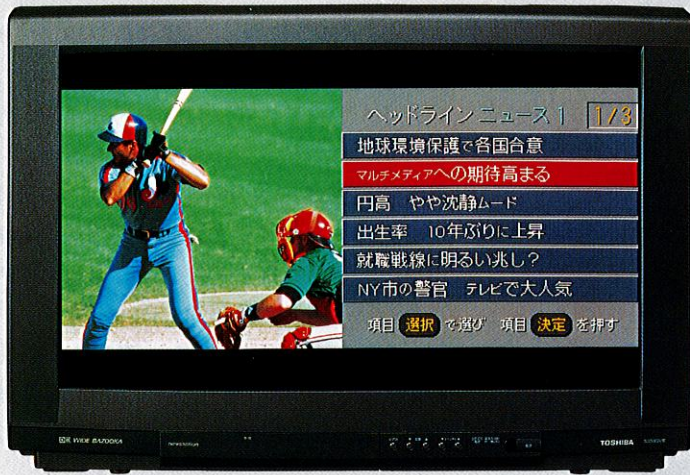 ヘッドライン ニュース 1 1/3
地球環境保護で各国合意
マルチメディアへの期待高まる
円高 やや沈静ムード
出生率 10年ぶりに上昇
就職戦線に明るい兆し?
NY市の警官 テレビで大人気
項目 選択 で選び 項目 決定 を押す
WIDE BAZOOKA
TOSHIBA